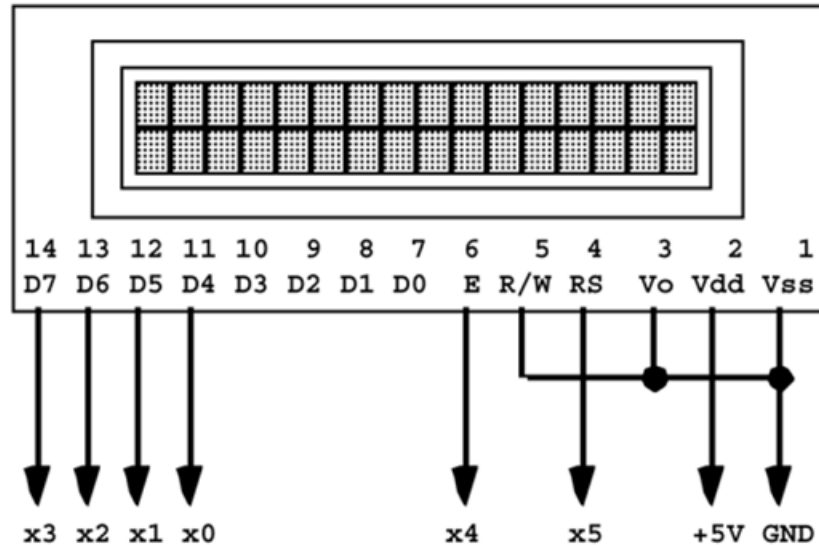 14 13 12 11 10 9 8 7 6 5 4 3 2 1
D7 D6 D5 D4 D3 D2 D1 D0 E R/W RS Vo Vdd Vss
x3 x2 x1 x0 x4 x5 +5V GND